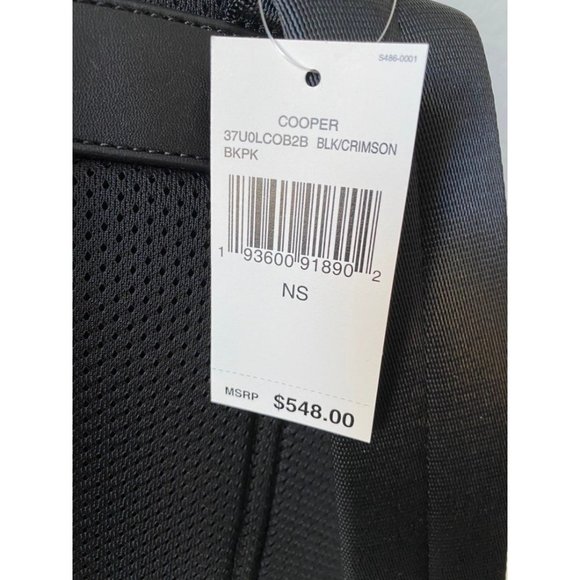 S486-0001
COOPER
37U0LCOB2B BLK/CRIMSON
BKPK
1 93600 91890 2
NS
MSRP $548.00